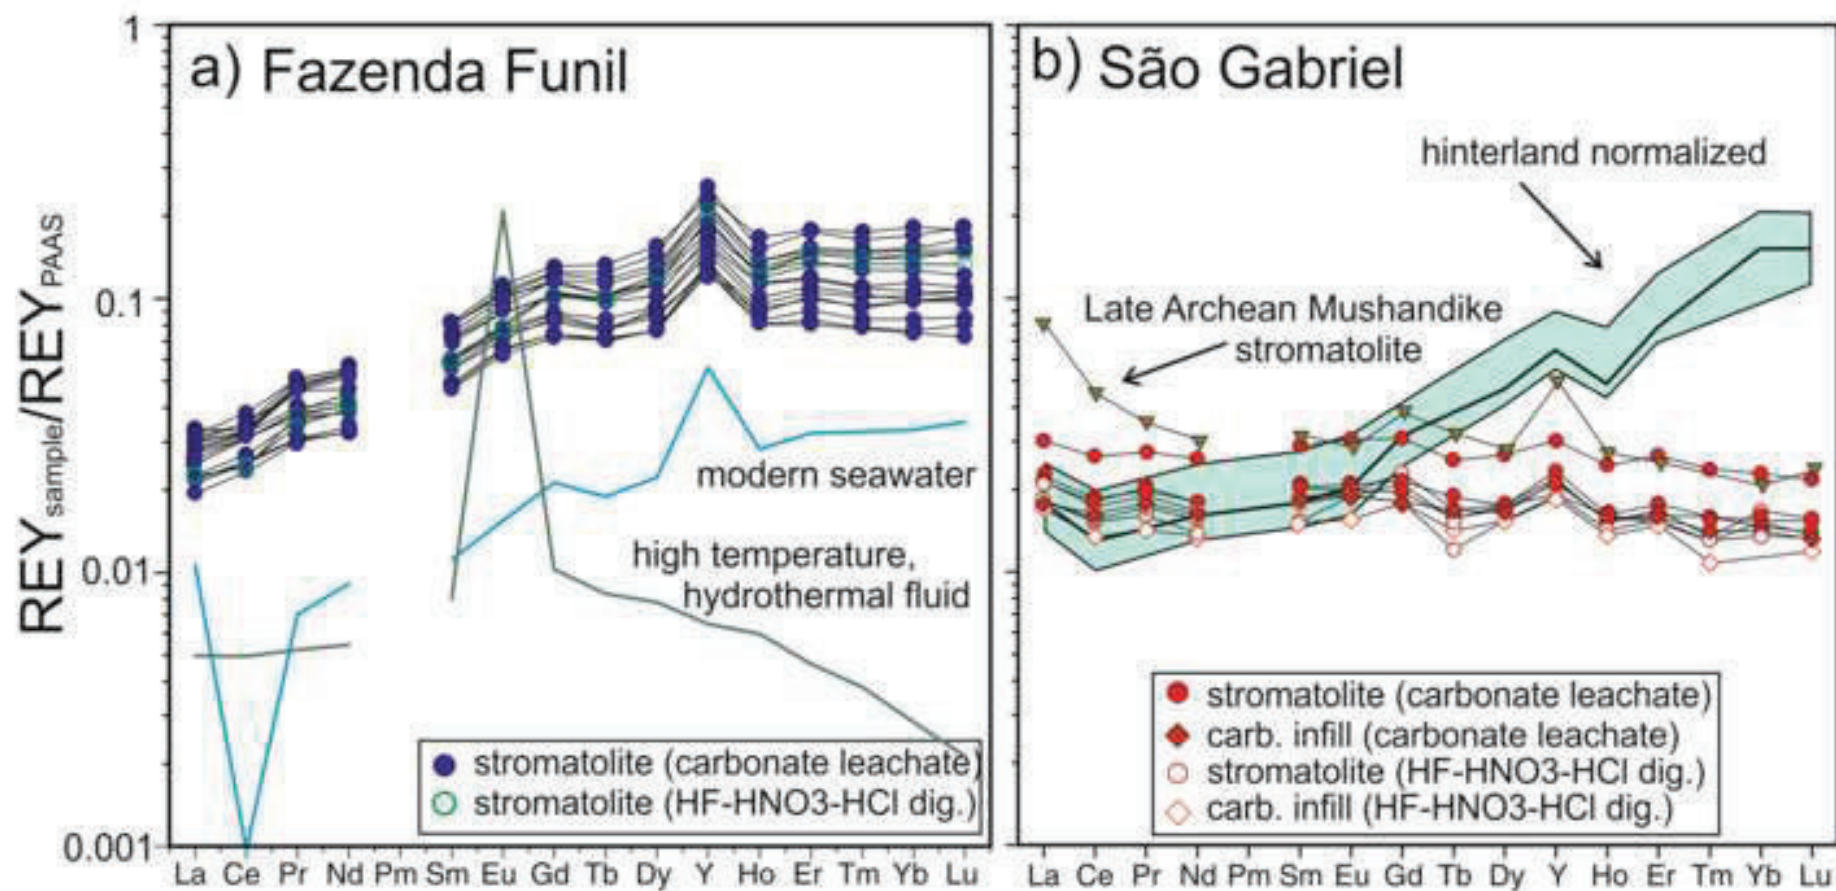 a) Fazenda Funil
b) São Gabriel
REYsample/REYPAAS
1
0.1
0.01
0.001
modern seawater
high temperature,
hydrothermal fluid
stromatolite (carbonate leachate)
stromatolite (HF-HNO3-HCl dig.)
La Ce Pr Nd Pm Sm Eu Gd Tb Dy Y Ho Er Tm Yb Lu
hinterland normalized
Late Archean Mushandike
stromatolite
stromatolite (carbonate leachate)
carb. infill (carbonate leachate)
stromatolite (HF-HNO3-HCl dig.)
carb. infill (HF-HNO3-HCl dig.)
La Ce Pr Nd Pm Sm Eu Gd Tb Dy Y Ho Er Tm Yb Lu